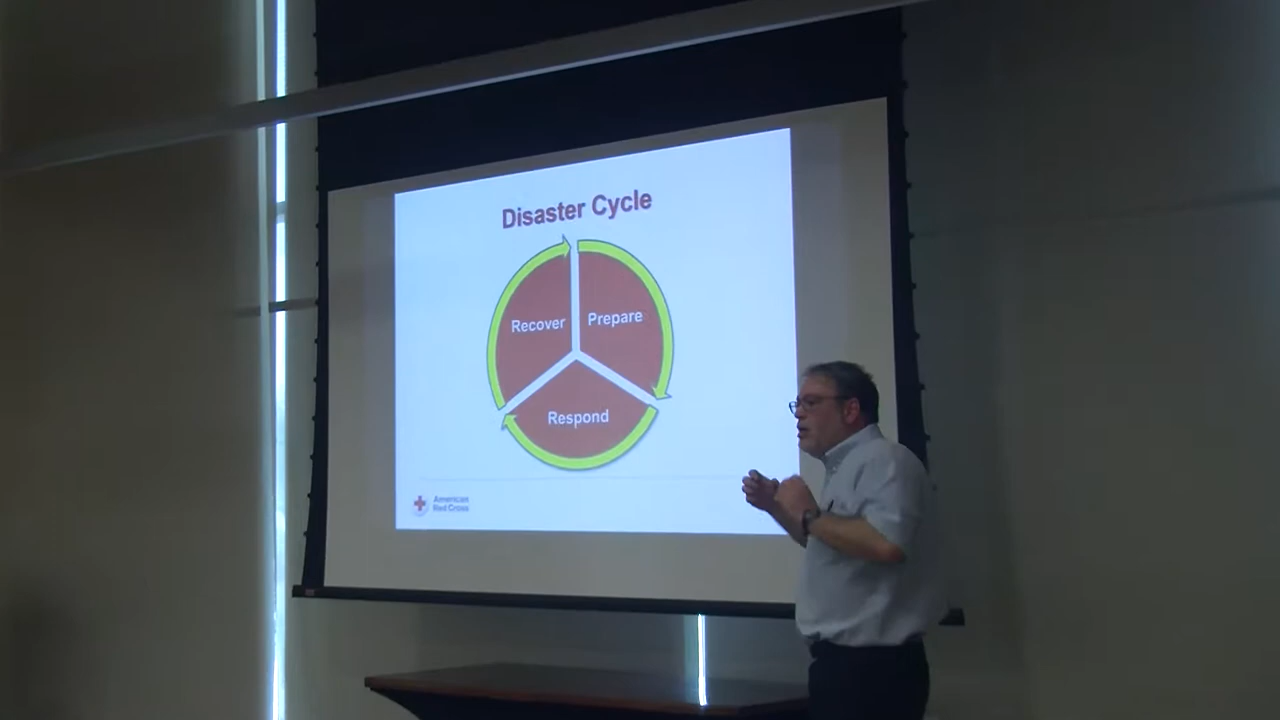 Disaster Cycle
Recover
Prepare
Respond
American
Red Cross